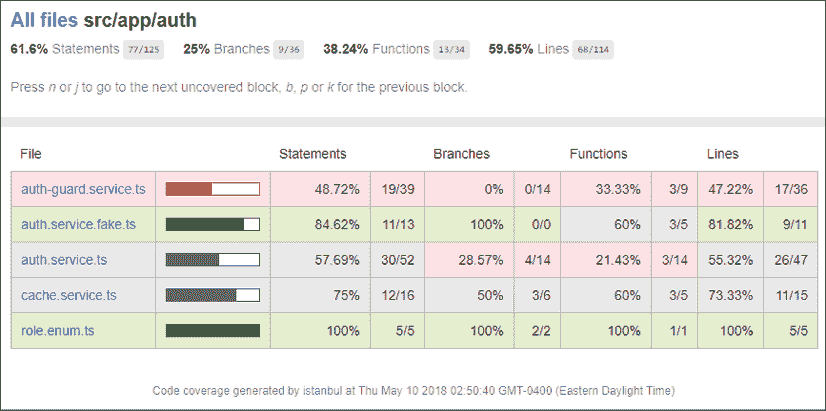 All files src/app/auth
61.6% Statements 77/125 25% Branches 9/36 38.24% Functions 13/34 59.65% Lines 68/114
Press n or j to go to the next uncovered block, b, p or k for the previous block.
File Statements Branches Functions Lines
auth-guard.service.ts 48.72% 19/39 0% 0/14 33.33% 3/9 47.22% 17/36
auth.service.fake.ts 84.62% 11/13 100% 0/0 60% 3/5 81.82% 9/11
auth.service.ts 57.69% 30/52 28.57% 4/14 21.43% 3/14 55.32% 26/47
cache.service.ts 75% 12/16 50% 3/6 60% 3/5 73.33% 11/15
role.enum.ts 100% 5/5 100% 2/2 100% 1/1 100% 5/5
Code coverage generated by istanbul at Thu May 10 2018 02:50:40 GMT-0400 (Eastern Daylight Time)